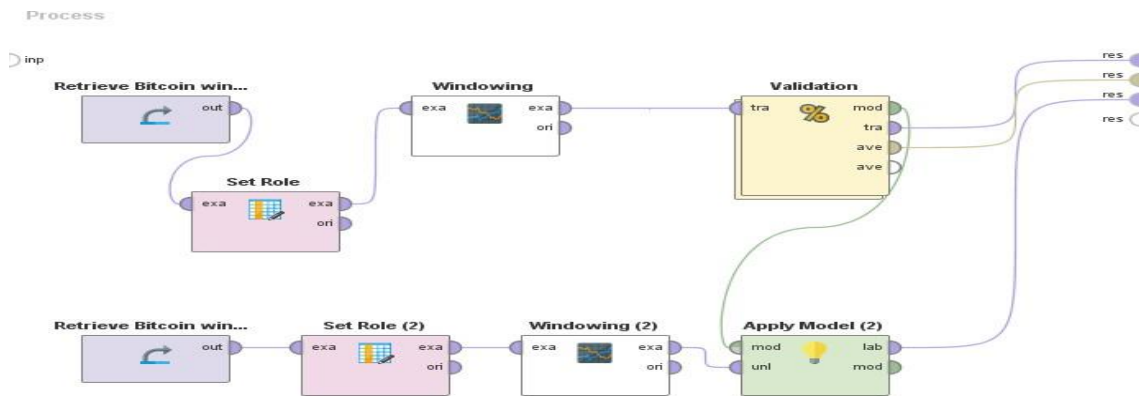 Process
inp
Retrieve Bitcoin win...
out
Set Role
exa
exa
ori
Windowing
exa
exa
ori
Validation
tra
mod
tra
ave
ave
res
res
res
res
Retrieve Bitcoin win...
out
Set Role (2)
exa
exa
ori
Windowing (2)
exa
exa
ori
Apply Model (2)
mod
unl
lab
mod